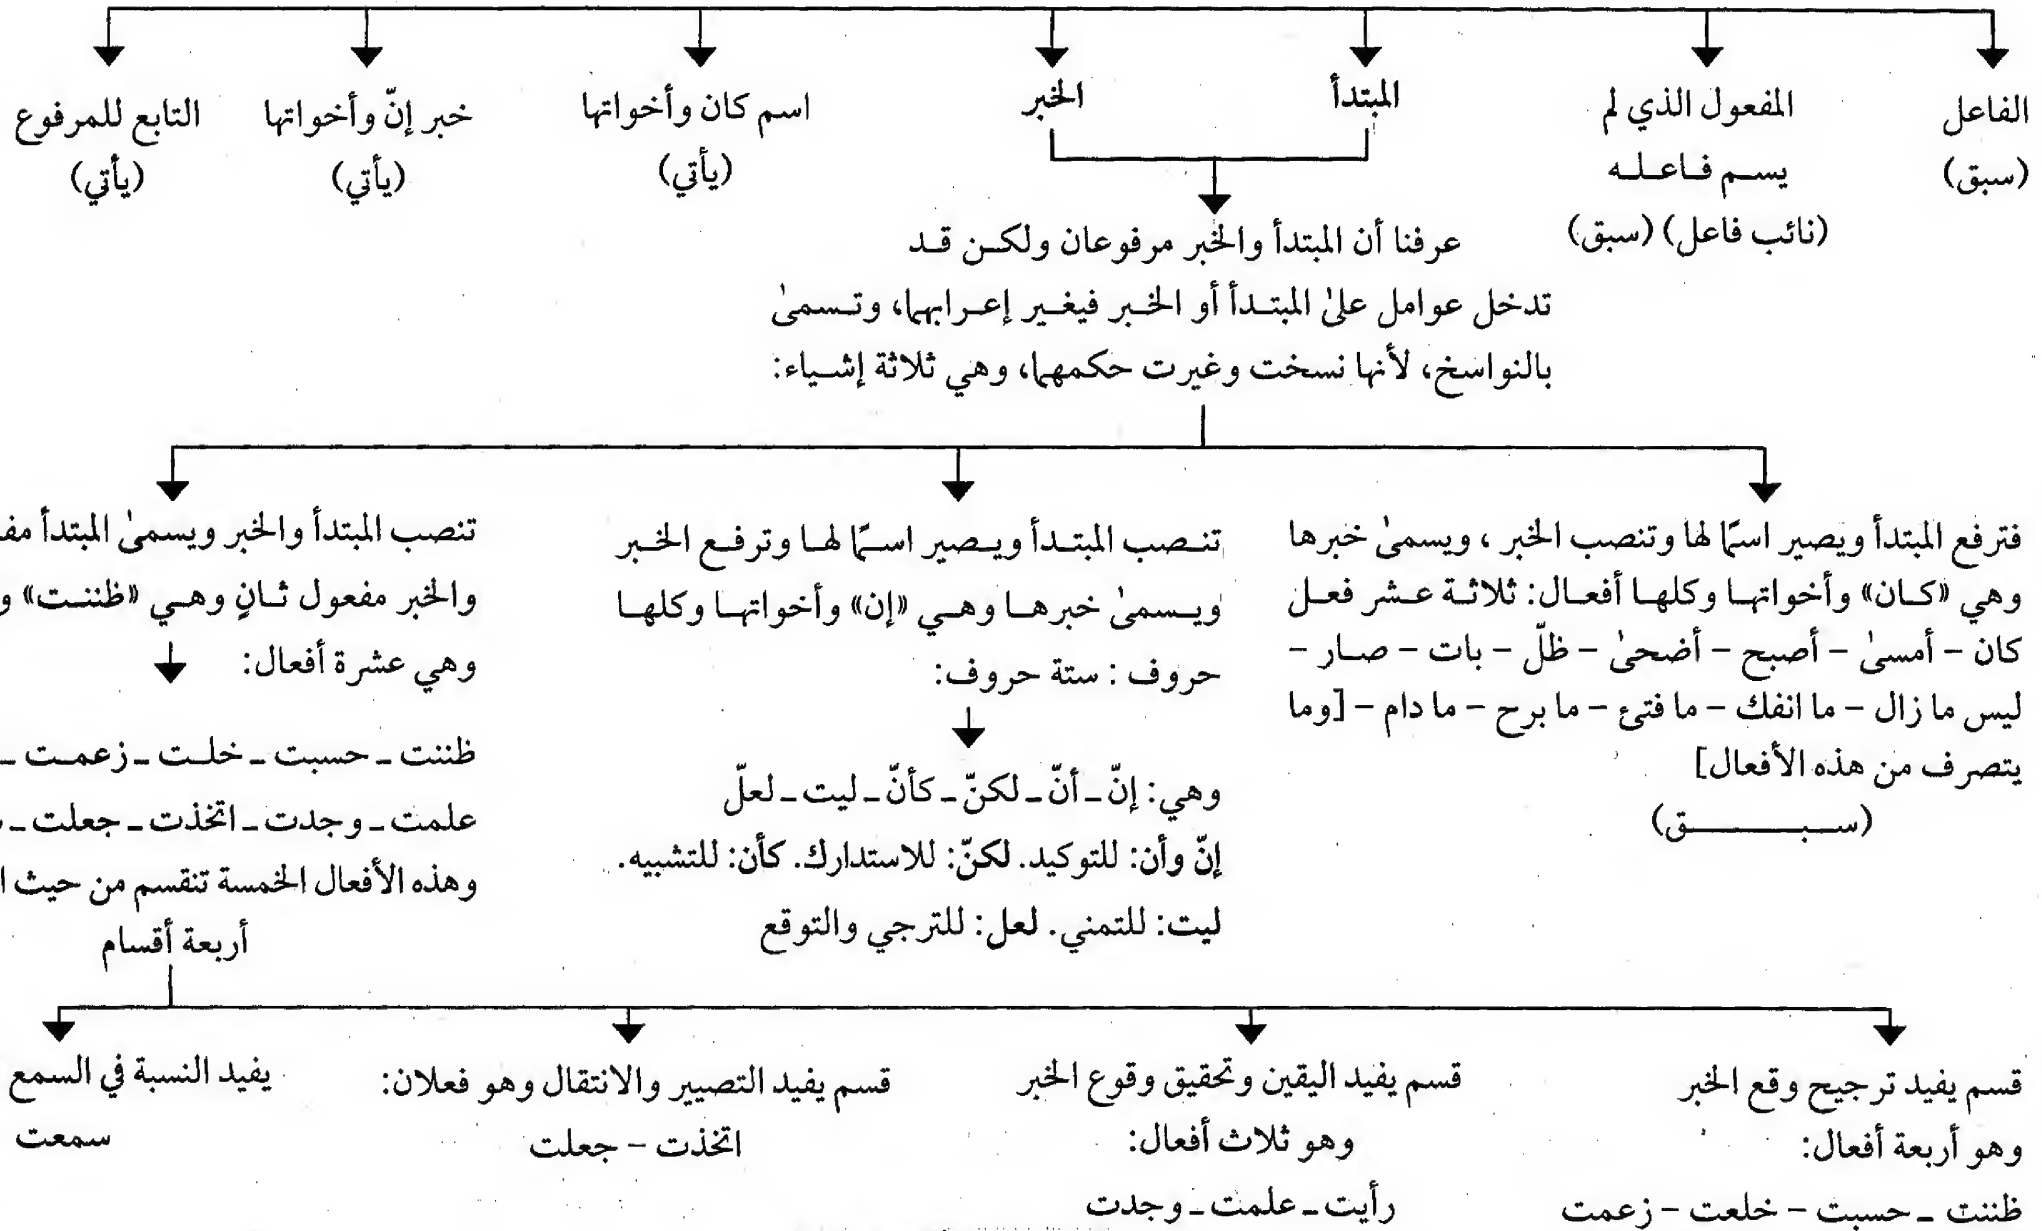 الفاعل
(سبق)
المفعول الذي لم
يسم فاعله
(نائب فاعل) (سبق)
المبتدأ
الخبر
اسم كان وأخواتها
(يأتي)
خبر إنّ وأخواتها
(يأتي)
التابع للمرفوع
(يأتي)
عرفنا أن المبتدأ والخبر مرفوعان ولكن قد
تدخل عوامل علىٰ المبتدأ أو الخبر فيغير إعرابهما، وتسمىٰ
بالنواسخ، لأنها نسخت وغيرت حكمهما، وهي ثلاثة إشياء:
فترفع المبتدأ ويصير اسمًا لها وتنصب الخبر ، ويسمىٰ خبرها
وهي «كان» وأخواتها وكلها أفعال: ثلاثة عشر فعل
كان – أمسىٰ – أصبح – أضحىٰ – ظلّ – بات – صار –
ليس ما زال – ما انفك – ما فتئ – ما برح – ما دام – [وما
يتصرف من هذه الأفعال]
(سبق)
تنصب المبتدأ ويصير اسمًا لها وترفع الخبر
ويسمىٰ خبرها وهي «إن» وأخواتها وكلها
حروف : ستة حروف:
وهي: إنّ ـ أنّ ـ لكنّ ـ كأنّ ـ ليت ـ لعلّ
إنّ وأن: للتوكيد. لكنّ: للاستدراك. كأن: للتشبيه.
ليت: للتمني. لعل: للترجي والتوقع
تنصب المبتدأ والخبر ويسمىٰ المبتدأ
والخبر مفعول ثانٍ وهي «ظننت»
وهي عشرة أفعال:
ظننت ـ حسبت ـ خلت ـ زعمت ـ
علمت ـ وجدت ـ اتخذت ـ جعلت ـ
وهذه الأفعال الخمسة تنقسم من حيث
أربعة أقسام
قسم يفيد ترجيح وقع الخبر
وهو أربعة أفعال:
ظننت ـ حسبت – خلعت – زعمت
قسم يفيد اليقين وتحقيق وقوع الخبر
وهو ثلاث أفعال:
رأيت ـ علمت ـ وجدت
قسم يفيد التصيير والانتقال وهو فعلان:
اتخذت – جعلت
يفيد النسبة في السمع
سمعت